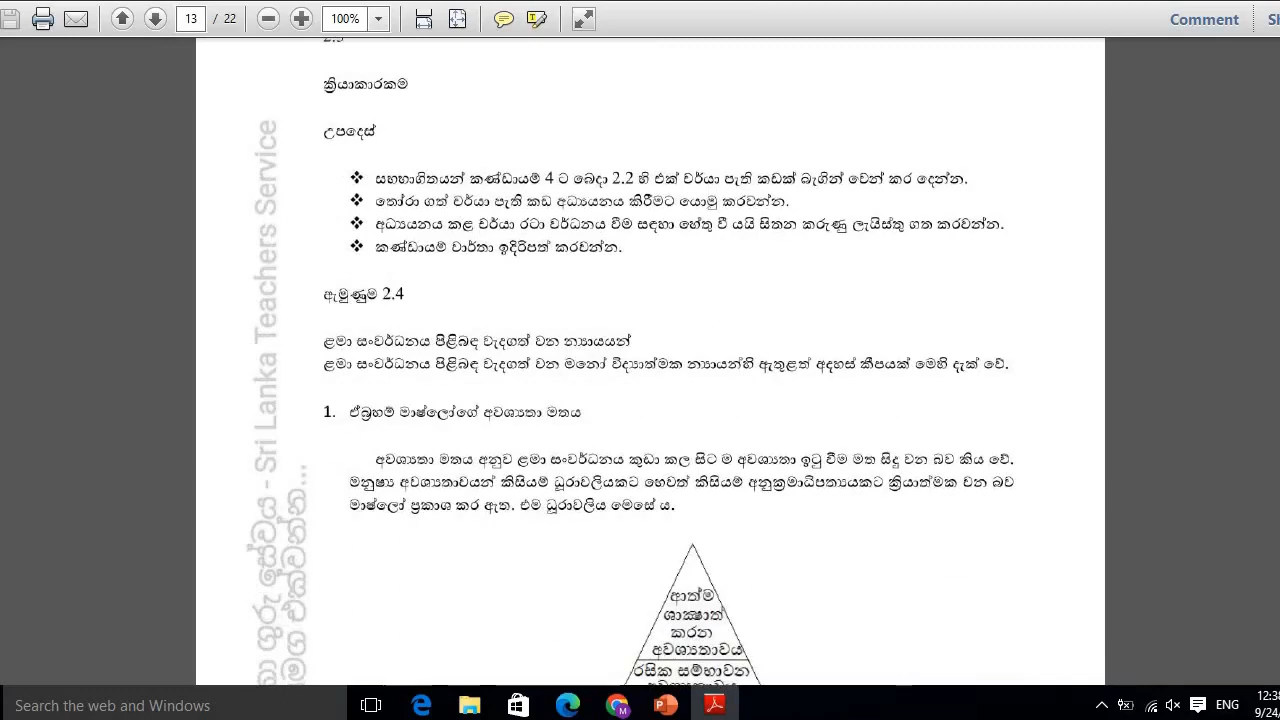 13 / 22
100%
Comment
ක්‍රියාකාරකම
උපදෙස්
❖ සහභාගිතයන් කණ්ඩායම් 4 ට බෙදා 2.2 හි එක් චර්යා පැති කඩක් බැගින් වෙන් කර දෙන්න.
❖ තෝරා ගත් චර්යා පැති කඩ අධ්‍යයනය කිරීමට යොමු කරවන්න.
❖ අධ්‍යයනය කළ චර්යා රටා වර්ධනය වීම සඳහා හේතු වී යයි සිතන කරුණු ලැයිස්තු ගත කරවන්න.
❖ කණ්ඩායම් වාර්තා ඉදිරිපත් කරවන්න.
ඇමුණුම 2.4
ළමා සංවර්ධනය පිළිබඳ වැදගත් වන න්‍යායයන්
ළමා සංවර්ධනය පිළිබඳ වැදගත් වන මනෝ විද්‍යාත්මක න්‍යායන්හි ඇතුළත් අදහස් කීපයක් මෙහි දැක් වේ.
1. ඒබ්‍රහම් මාෂ්ලෝගේ අවශ්‍යතා මතය
අවශ්‍යතා මතය අනුව ළමා සංවර්ධනය කුඩා කල සිට ම අවශ්‍යතා ඉටු වීම මත සිදු වන බව කිය වේ.
මනුෂ්‍ය අවශ්‍යතාවයන් කිසියම් ධූරාවලියකට හෙවත් කිසියම් අනුක්‍රමාධිපත්‍යයකට ක්‍රියාත්මක වන බව
මාෂ්ලෝ ප්‍රකාශ කර ඇත. එම ධූරාවලිය මෙසේ ය.
ආත්ම
ශාක්‍ෂාත්
කරන
අවශ්‍යතාවය
රසික සම්භාවන
ගුරු සේවය - Sri Lanka Teachers Service
එක්වන්න...
Search the web and Windows
ENG